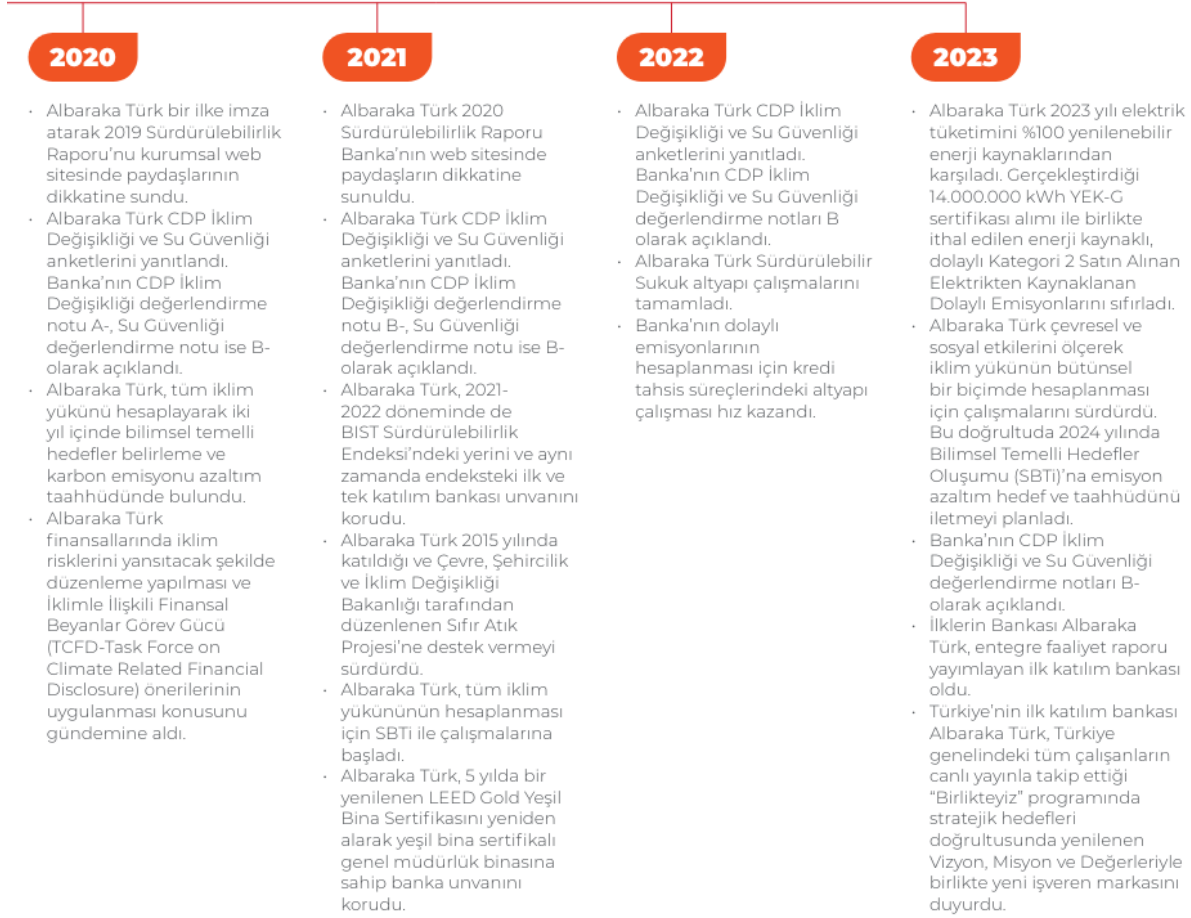 2020
· Albaraka Türk bir ilke imza
atarak 2019 Sürdürülebilirlik
Raporu’nu kurumsal web
sitesinde paydaşlarının
dikkatine sundu.
· Albaraka Türk CDP İklim
Değişikliği ve Su Güvenliği
anketlerini yanıtlandı.
Banka’nın CDP İklim
Değişikliği değerlendirme
notu A-, Su Güvenliği
değerlendirme notu ise B-
olarak açıklandı.
· Albaraka Türk, tüm iklim
yükünü hesaplayarak iki
yıl içinde bilimsel temelli
hedefler belirleme ve
karbon emisyonu azaltım
taahhüdünde bulundu.
· Albaraka Türk
finansallarında iklim
risklerini yansıtacak şekilde
düzenleme yapılması ve
İklimle İlişkili Finansal
Beyanlar Görev Gücü
(TCFD-Task Force on
Climate Related Financial
Disclosure) önerilerinin
uygulanması konusunu
gündemine aldı.
2021
· Albaraka Türk 2020
Sürdürülebilirlik Raporu
Banka’nın web sitesinde
paydaşların dikkatine
sunuldu.
· Albaraka Türk CDP İklim
Değişikliği ve Su Güvenliği
anketlerini yanıtladı.
Banka’nın CDP İklim
Değişikliği değerlendirme
notu B-, Su Güvenliği
değerlendirme notu ise B-
olarak açıklandı.
· Albaraka Türk, 2021-
2022 döneminde de
BIST Sürdürülebilirlik
Endeksi’ndeki yerini ve aynı
zamanda endeksteki ilk ve
tek katılım bankası unvanını
korudu.
· Albaraka Türk 2015 yılında
katıldığı ve Çevre, Şehircilik
ve İklim Değişikliği
Bakanlığı tarafından
düzenlenen Sıfır Atık
Projesi’ne destek vermeyi
sürdürdü.
· Albaraka Türk, tüm iklim
yükününün hesaplanması
için SBTi ile çalışmalarına
başladı.
· Albaraka Türk, 5 yılda bir
yenilenen LEED Gold Yeşil
Bina Sertifikasını yeniden
alarak yeşil bina sertifikalı
genel müdürlük binasına
sahip banka unvanını
korudu.
2022
· Albaraka Türk CDP İklim
Değişikliği ve Su Güvenliği
anketlerini yanıtladı.
Banka’nın CDP İklim
Değişikliği ve Su Güvenliği
değerlendirme notları B
olarak açıklandı.
· Albaraka Türk Sürdürülebilir
Sukuk altyapı çalışmalarını
tamamladı.
· Banka’nın dolaylı
emisyonlarının
hesaplanması için kredi
tahsis süreçlerindeki altyapı
çalışması hız kazandı.
2023
· Albaraka Türk 2023 yılı elektrik
tüketimini %100 yenilenebilir
enerji kaynaklarından
karşıladı. Gerçekleştirdiği
14.000.000 kWh YEK-G
sertifikası alımı ile birlikte
ithal edilen enerji kaynaklı,
dolaylı Kategori 2 Satın Alınan
Elektrikten Kaynaklanan
Dolaylı Emisyonlarını sıfırladı.
· Albaraka Türk çevresel ve
sosyal etkilerini ölçerek
iklim yükünün bütünsel
bir biçimde hesaplanması
için çalışmalarını sürdürdü.
Bu doğrultuda 2024 yılında
Bilimsel Temelli Hedefler
Oluşumu (SBTi)’na emisyon
azaltım hedef ve taahhüdünü
iletmeyi planladı.
· Banka’nın CDP İklim
Değişikliği ve Su Güvenliği
değerlendirme notları B-
olarak açıklandı.
· İlklerin Bankası Albaraka
Türk, entegre faaliyet raporu
yayımlayan ilk katılım bankası
oldu.
· Türkiye’nin ilk katılım bankası
Albaraka Türk, Türkiye
genelindeki tüm çalışanların
canlı yayınla takip ettiği
“Birlikteyiz” programında
stratejik hedefleri
doğrultusunda yenilenen
Vizyon, Misyon ve Değerleriyle
birlikte yeni işveren markasını
duyurdu.